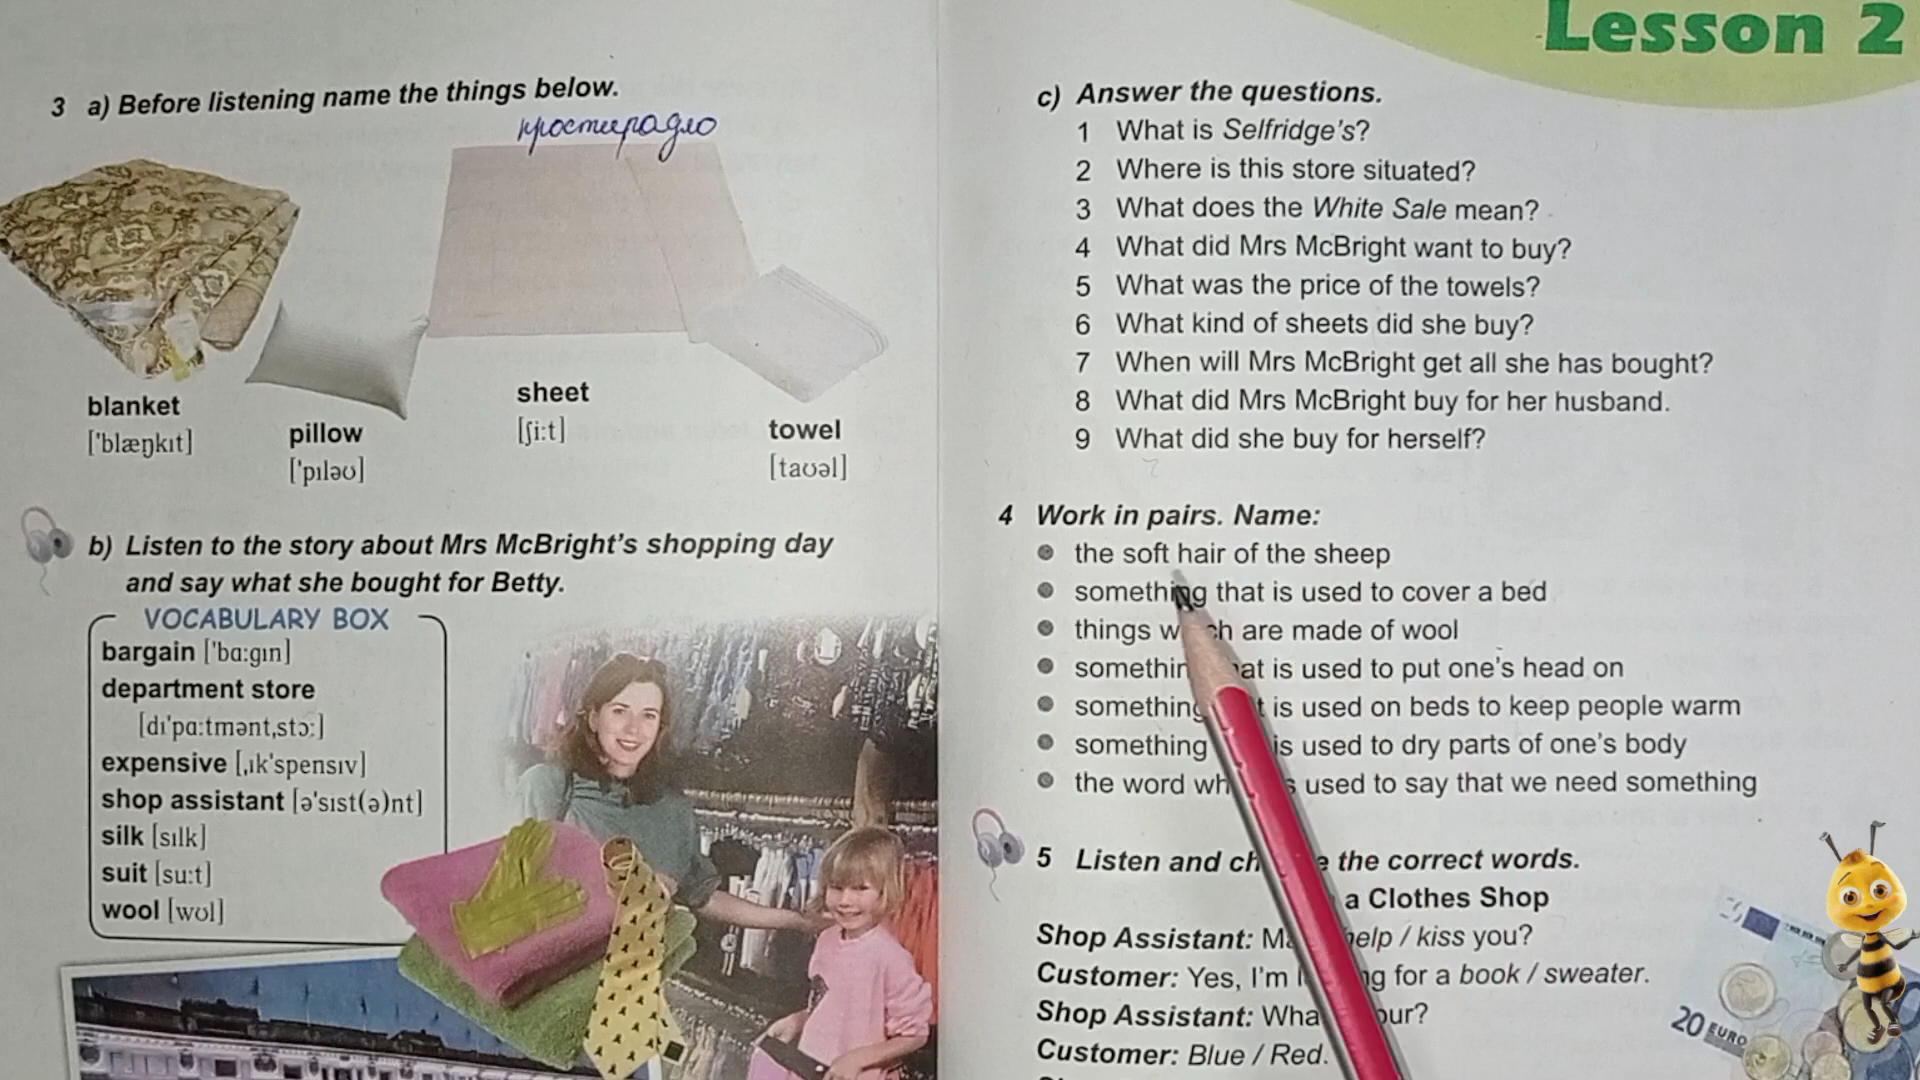 Lesson 2
3 a) Before listening name the things below.
простирадло
blanket
['blæŋkɪt]
pillow
['pɪləʊ]
sheet
[ʃi:t]
towel
[taʊəl]
b) Listen to the story about Mrs McBright's shopping day
and say what she bought for Betty.
VOCABULARY BOX
bargain ['bɑ:gɪn]
department store
[dɪ'pɑ:tmənt,stɔ:]
expensive [,ɪk'spensɪv]
shop assistant [ə'sɪst(ə)nt]
silk [sɪlk]
suit [su:t]
wool [wʊl]
c) Answer the questions.
1 What is Selfridge's?
2 Where is this store situated?
3 What does the White Sale mean?
4 What did Mrs McBright want to buy?
5 What was the price of the towels?
6 What kind of sheets did she buy?
7 When will Mrs McBright get all she has bought?
8 What did Mrs McBright buy for her husband.
9 What did she buy for herself?
4 Work in pairs. Name:
the soft hair of the sheep
something that is used to cover a bed
things which are made of wool
something that is used to put one's head on
something is used on beds to keep people warm
something is used to dry parts of one's body
the word used to say that we need something
5 Listen and the correct words.
a Clothes Shop
Shop Assistant: help / kiss you?
Customer: Yes, I'm for a book / sweater.
Shop Assistant:
Customer: Blue / Red.
20 EURO